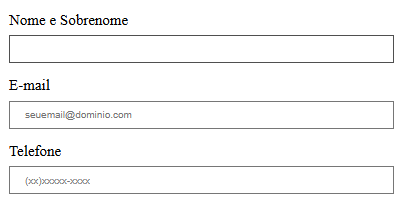 Nome e Sobrenome
E-mail
seuemail@dominio.com
Telefone
(xx)xxxxx-xxxx